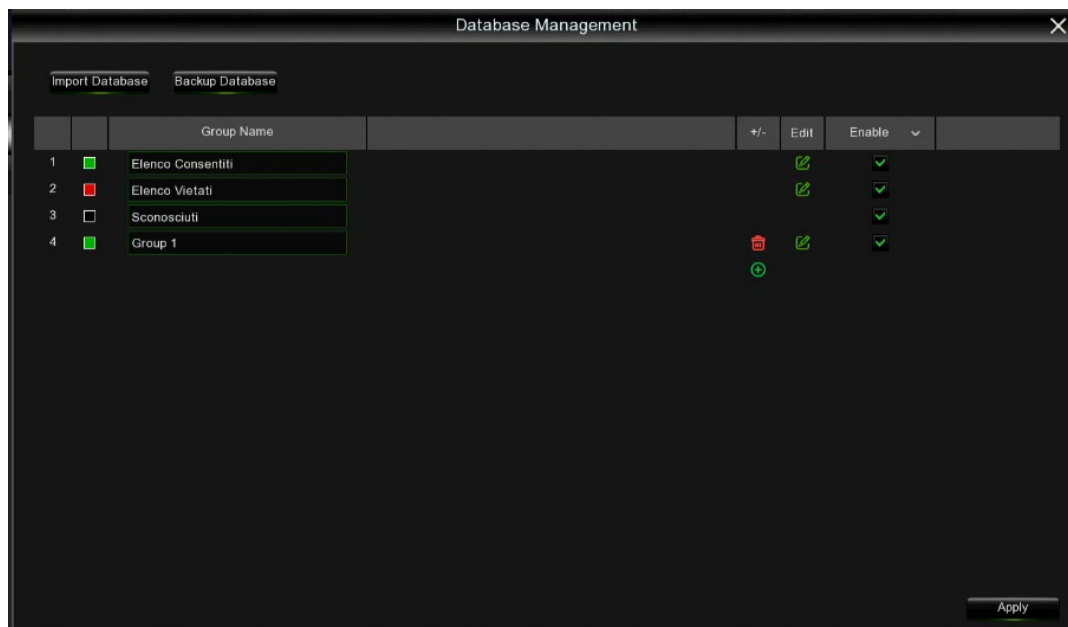 Database Management
Import Database Backup Database
Group Name +/- Edit Enable
1 Elenco Consentiti
2 Elenco Vietati
3 Sconosciuti
4 Group 1
Apply